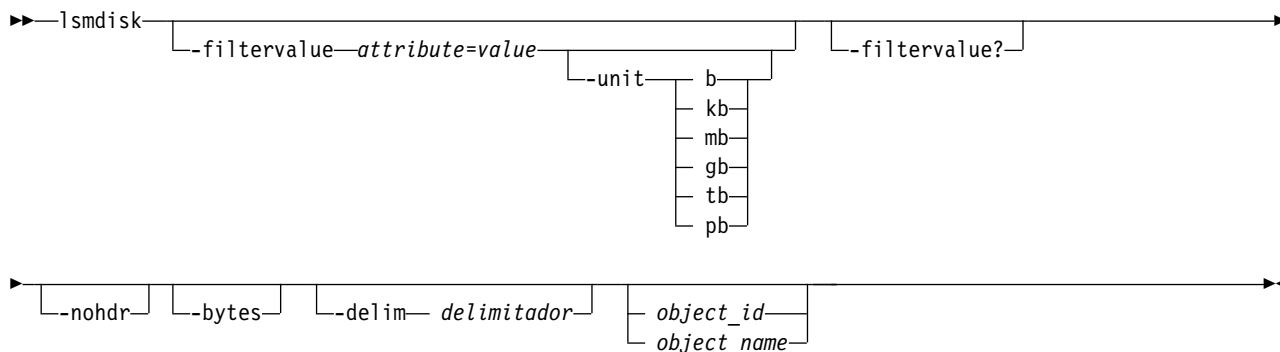 lsmdisk
-filtervalue attribute=value
-filtervalue?
-unit
b
kb
mb
gb
tb
pb
-nohdr
-bytes
-delim delimitador
object_id
object_name